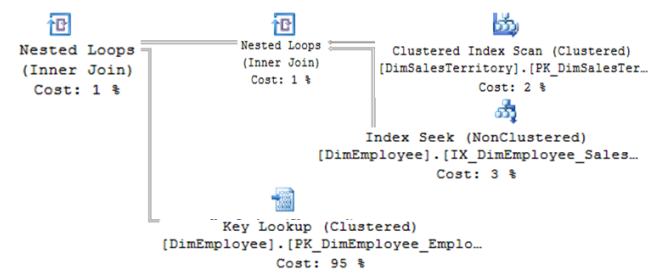 Nested Loops
(Inner Join)
Cost: 1 %
Nested Loops
(Inner Join)
Cost: 1 %
Clustered Index Scan (Clustered)
[DimSalesTerritory].[PK_DimSalesTer…
Cost: 2 %
Index Seek (NonClustered)
[DimEmployee].[IX_DimEmployee_Sales…
Cost: 3 %
Key Lookup (Clustered)
[DimEmployee].[PK_DimEmployee_Emplo…
Cost: 95 %